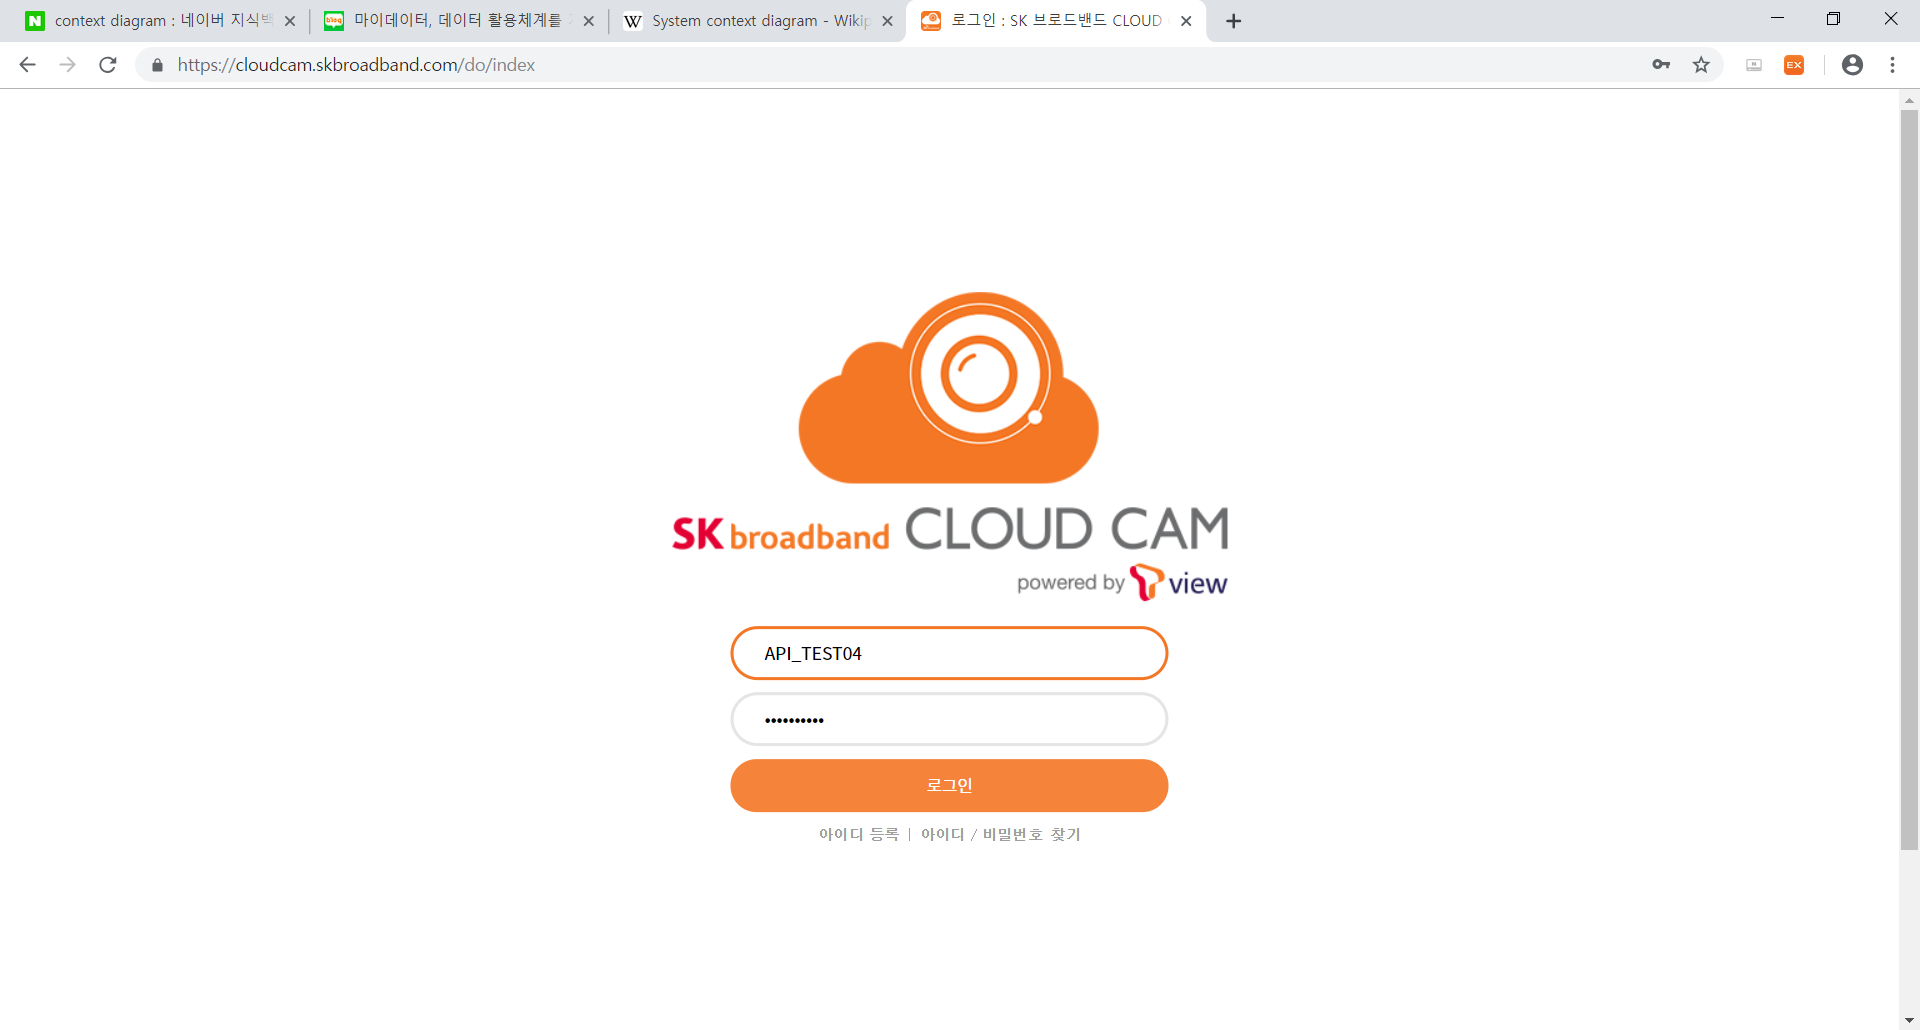 context diagram : 네이버 지식백
마이데이터, 데이터 활용체계를
System context diagram - Wikip
로그인 : SK 브로드밴드 CLOUD
https://cloudcam.skbroadband.com/do/index
EX
SK broadband CLOUD CAM
powered by T view
API_TEST04
••••••••••
로그인
아이디 등록 | 아이디 / 비밀번호 찾기